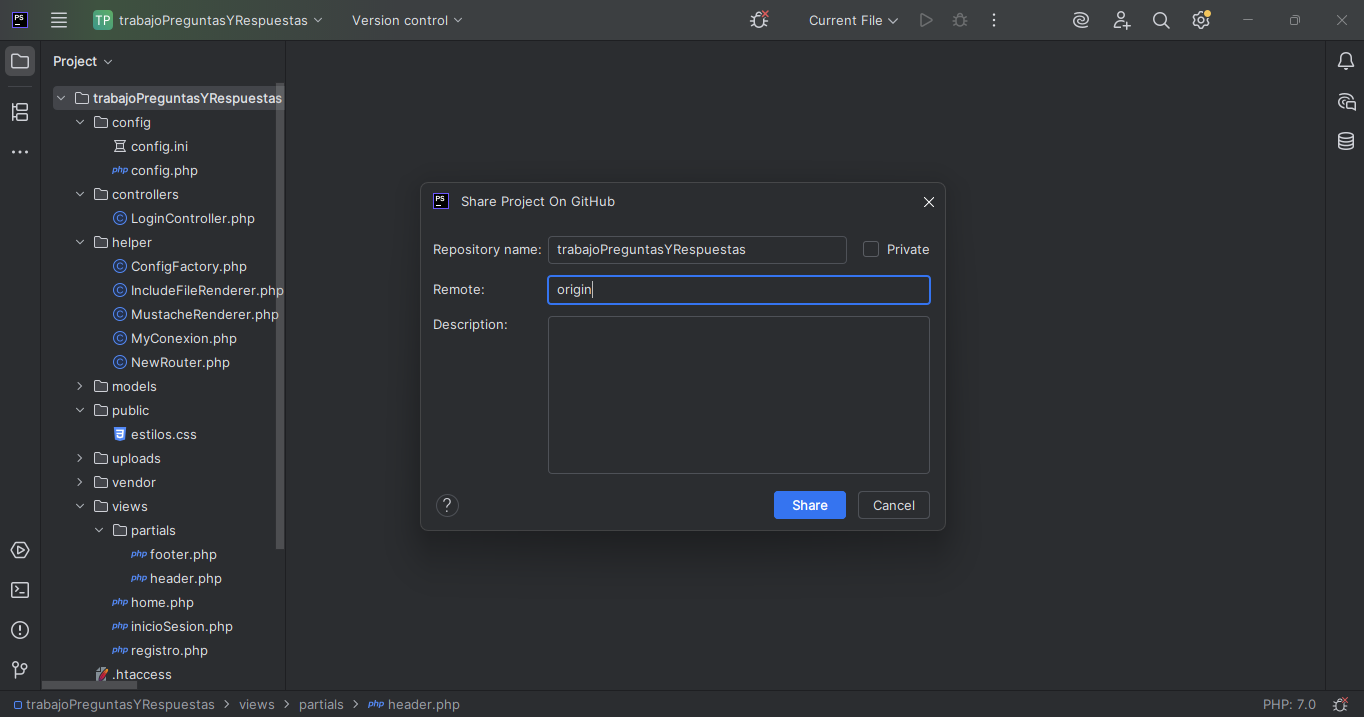 PS TP trabajoPreguntasYRespuestas Version control Current File
Project
trabajoPreguntasYRespuestas
config
config.ini
php config.php
controllers
C LoginController.php
helper
C ConfigFactory.php
C IncludeFileRenderer.php
C MustacheRenderer.php
C MyConexion.php
C NewRouter.php
models
public
estilos.css
uploads
vendor
views
partials
php footer.php
php header.php
php home.php
php inicioSesion.php
php registro.php
.htaccess
PS Share Project On GitHub
Repository name: trabajoPreguntasYRespuestas Private
Remote: origin
Description:
? Share Cancel
trabajoPreguntasYRespuestas > views > partials > php header.php PHP: 7.0